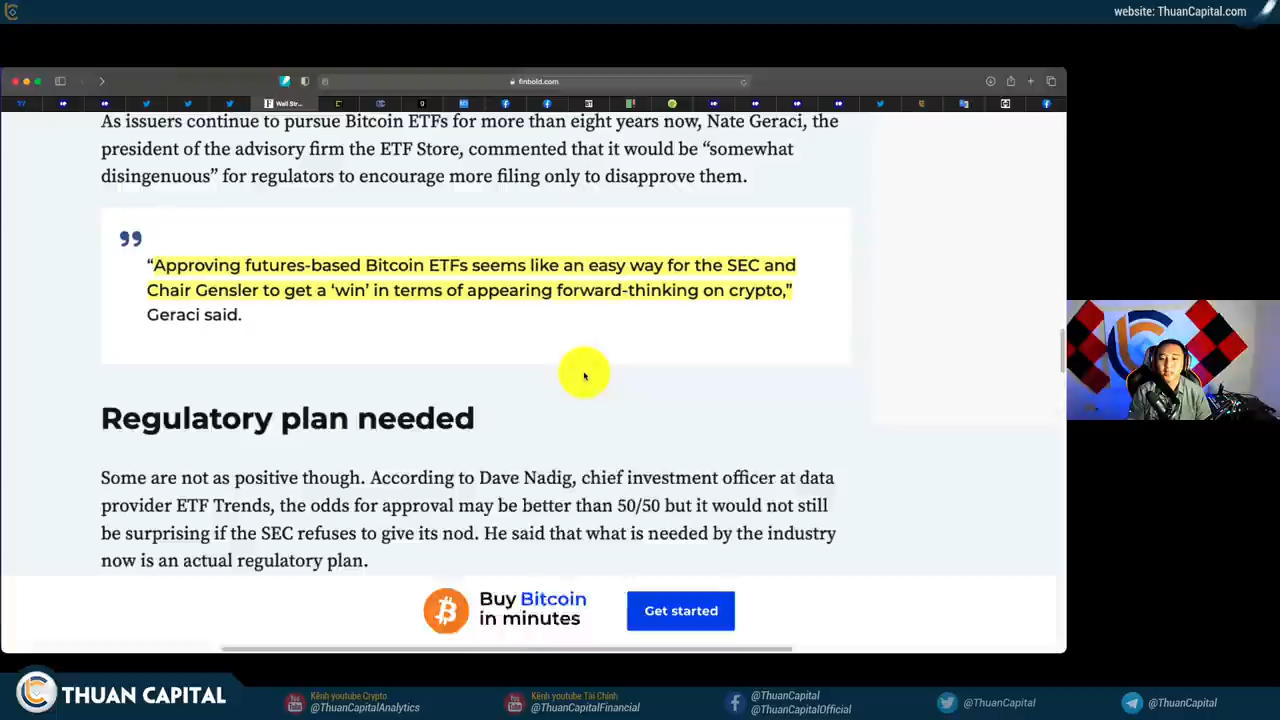 website: ThuanCapital.com
finbold.com
Wall Str...
As issuers continue to pursue Bitcoin ETFs for more than eight years now, Nate Geraci, the
president of the advisory firm the ETF Store, commented that it would be “somewhat
disingenuous” for regulators to encourage more filing only to disapprove them.
“Approving futures-based Bitcoin ETFs seems like an easy way for the SEC and
Chair Gensler to get a ‘win’ in terms of appearing forward-thinking on crypto,”
Geraci said.
Regulatory plan needed
Some are not as positive though. According to Dave Nadig, chief investment officer at data
provider ETF Trends, the odds for approval may be better than 50/50 but it would not still
be surprising if the SEC refuses to give its nod. He said that what is needed by the industry
now is an actual regulatory plan.
Buy Bitcoin
in minutes
Get started
THUAN CAPITAL
Kênh youtube Crypto
@ThuanCapitalAnalytics
Kênh youtube Tài Chính
@ThuanCapitalFinancial
@ThuanCapital
@ThuanCapitalOfficial
@ThuanCapital
@ThuanCapital